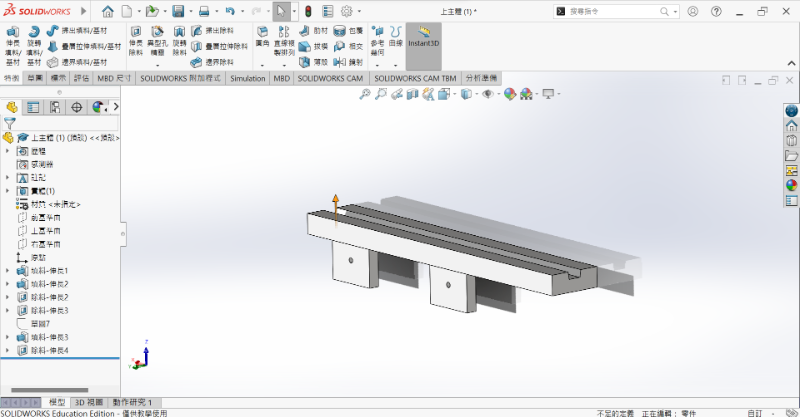 SOLIDWORKS
上主體 (1) *
搜尋指令
伸長填料/基材
旋轉填料/基材
掃出填料/基材
疊層拉伸填料/基材
邊界填料/基材
伸長除料
異型孔精靈
旋轉除料
掃出除料
疊層拉伸除料
邊界除料
圓角
直線複製排列
肋材
拔模
薄殼
包覆
相交
鏡射
參考幾何
曲線
Instant3D
特徵 草圖 標示 評估 MBD 尺寸 SOLIDWORKS 附加程式 Simulation MBD SOLIDWORKS CAM SOLIDWORKS CAM TBM 分析準備
上主體 (1) (預設) <<預設>
歷程
感測器
註記
實體(1)
材質 <未指定>
前基準面
上基準面
右基準面
原點
填料-伸長1
填料-伸長2
除料-伸長2
除料-伸長3
草圖7
填料-伸長3
除料-伸長4
模型 3D 視圖 動作研究 1
SOLIDWORKS Education Edition - 僅供教學使用
不足的定義 正在編輯: 零件 自訂